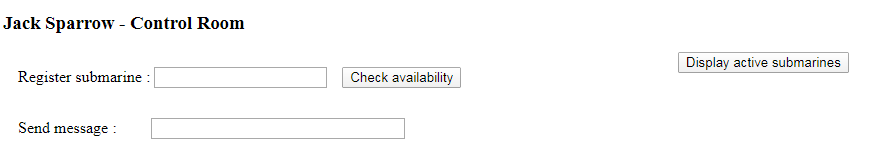 Jack Sparrow - Control Room
Display active submarines
Register submarine :
Check availability
Send message :